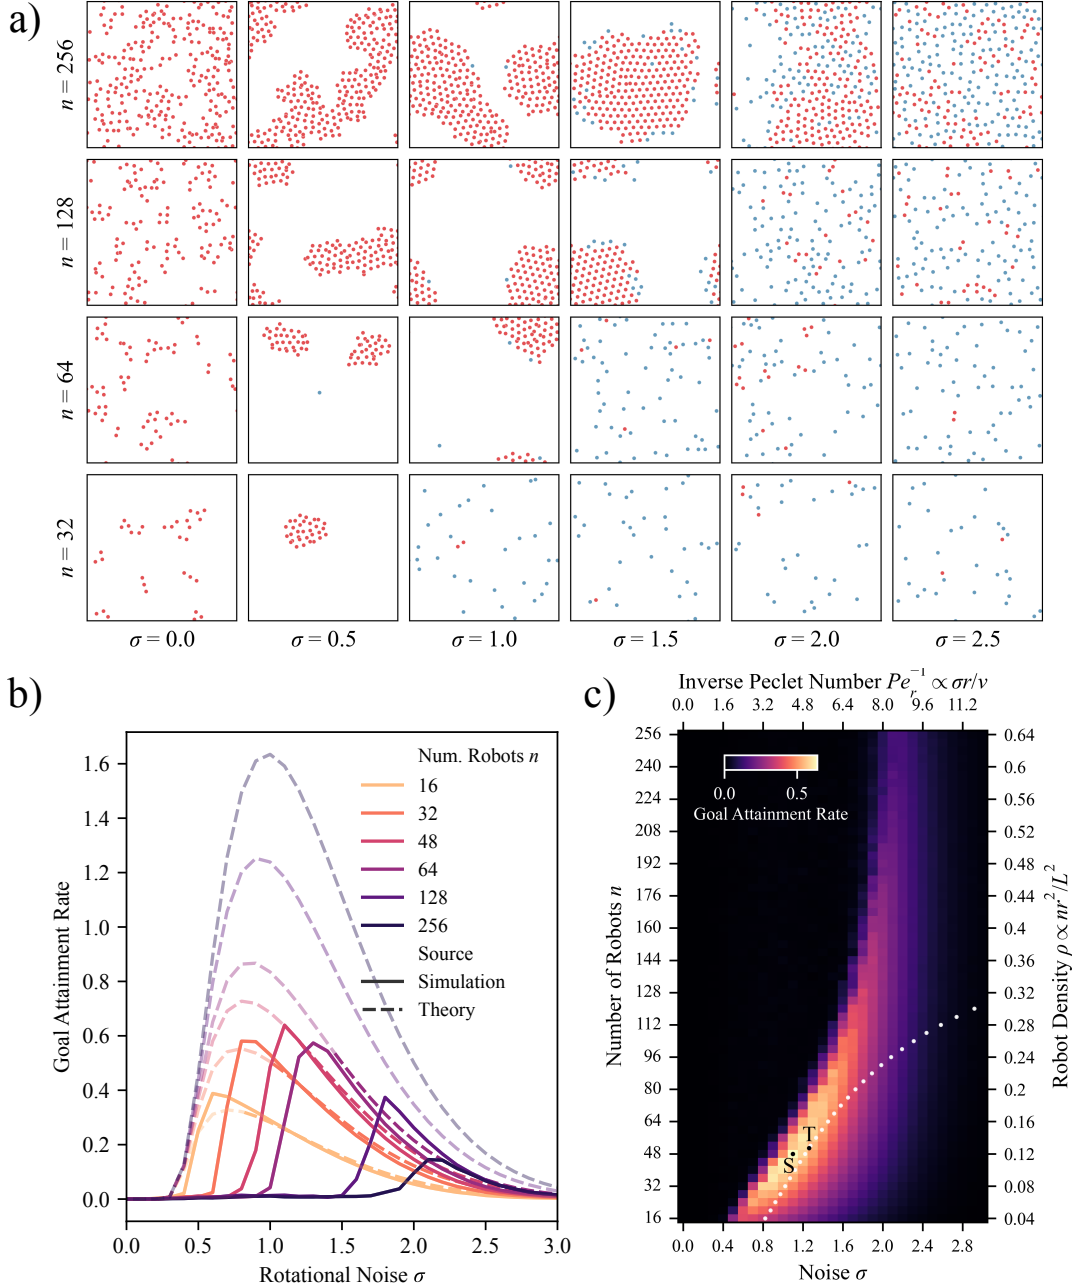 a)
n = 256
n = 128
n = 64
n = 32
σ = 0.0
σ = 0.5
σ = 1.0
σ = 1.5
σ = 2.0
σ = 2.5
b)
Goal Attainment Rate
1.6
1.4
1.2
1.0
0.8
0.6
0.4
0.2
0.0
Num. Robots n
16
32
48
64
128
256
Source
Simulation
Theory
0.0 0.5 1.0 1.5 2.0 2.5 3.0
Rotational Noise σ
c)
Inverse Peclet Number Pe_r^{-1} ∝ σr/v
0.0 1.6 3.2 4.8 6.4 8.0 9.6 11.2
Number of Robots n
256
240
224
208
192
176
160
144
128
112
96
80
64
48
32
16
0.0 0.5
Goal Attainment Rate
T
S
0.64
0.6
0.56
0.52
0.48
0.44
0.4
0.36
0.32
0.28
0.24
0.2
0.16
0.12
0.08
0.04
Robot Density ρ ∝ nr²/L²
0.0 0.4 0.8 1.2 1.6 2.0 2.4 2.8
Noise σ